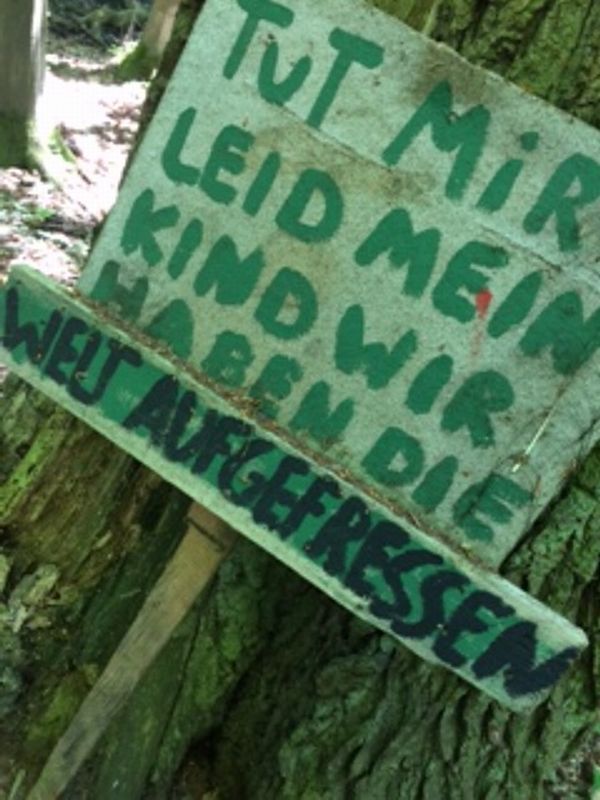 TUT MiR
LEID MEIN
KIND WIR
HABEN DIE
WELT AUFGEFRESSEN